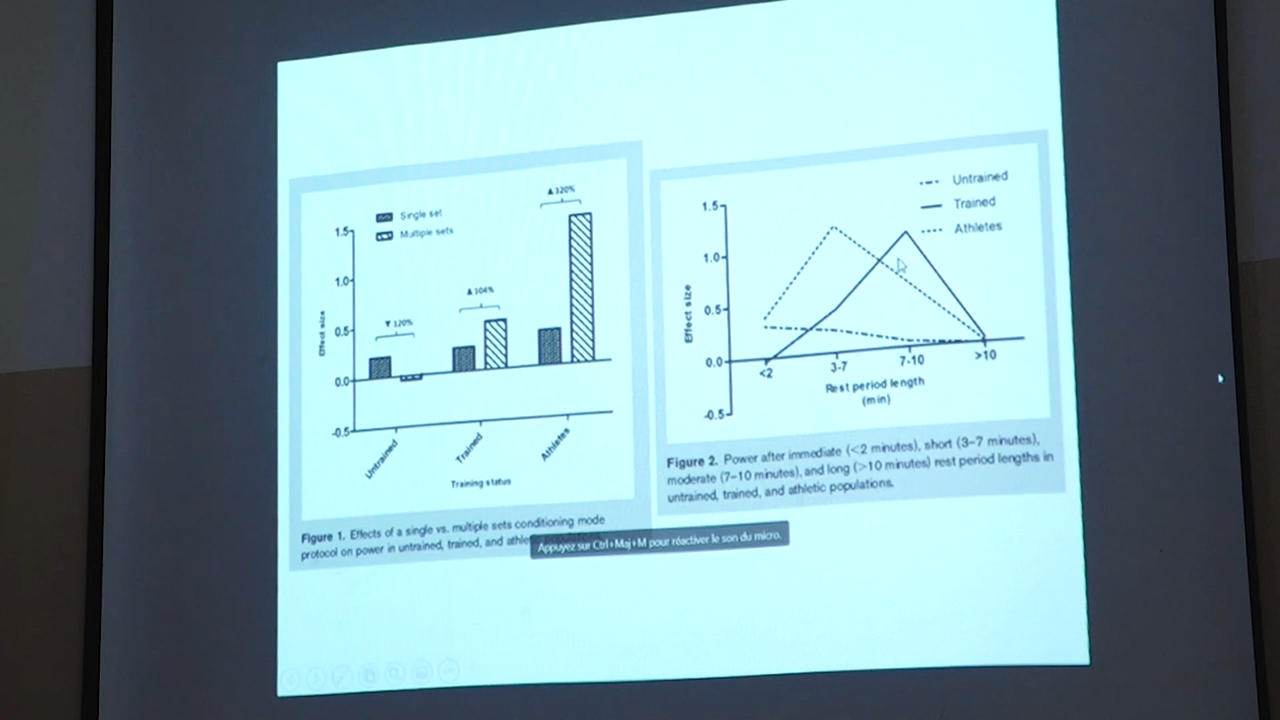 Single set
Multiple sets
▲320%
▲104%
▼120%
1.5
1.0
0.5
0.0
-0.5
Effect size
Untrained
Trained
Athletes
Training status
Figure 1. Effects of a single vs. multiple sets conditioning mode
protocol on power in untrained, trained, and
Untrained
Trained
Athletes
1.5
1.0
0.5
0.0
-0.5
Effect size
<2
3-7
7-10
>10
Rest period length
(min)
Figure 2. Power after immediate (<2 minutes), short (3–7 minutes),
moderate (7–10 minutes), and long (>10 minutes) rest period lengths in
untrained, trained, and athletic populations.
Appuyez sur Ctrl+Maj+M pour réactiver le son du micro.